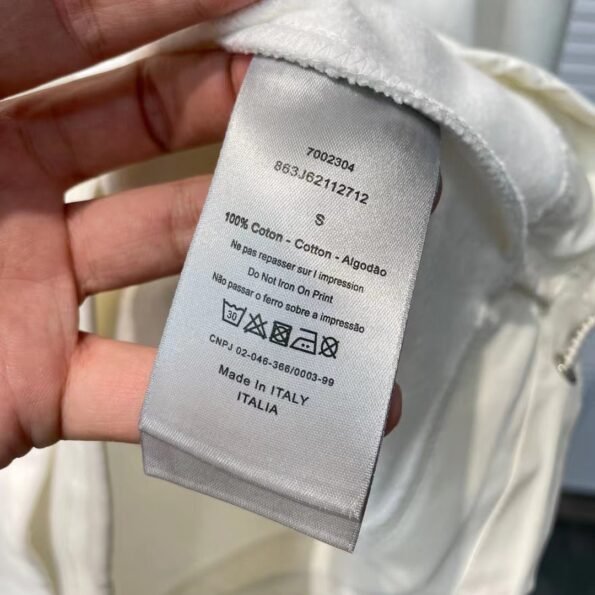 7002304
863J62112712
S
100% Coton - Cotton - Algodão
Ne pas repasser sur l impression
Do Not Iron On Print
Não passar o ferro sobre a impressão
30
CNPJ 02-046-366/0003-99
Made In ITALY
ITALIA